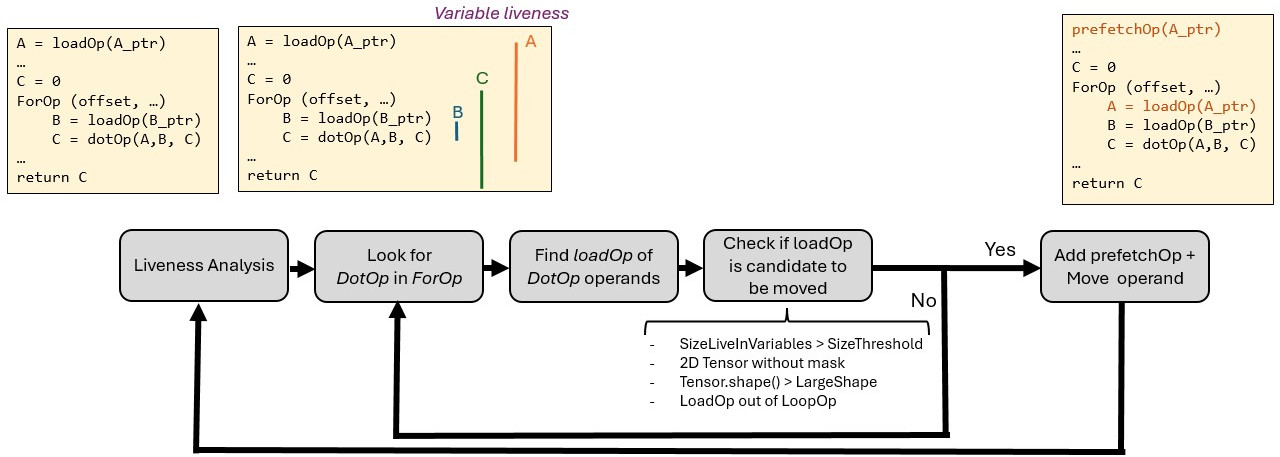 Variable liveness
A = loadOp(A_ptr)
…
C = 0
ForOp (offset, …)
    B = loadOp(B_ptr)
    C = dotOp(A,B, C)
…
return C
A = loadOp(A_ptr)
…
C = 0
ForOp (offset, …)
    B = loadOp(B_ptr)
    C = dotOp(A,B, C)
…
return C
A
C
B
prefetchOp(A_ptr)
…
C = 0
ForOp (offset, …)
    A = loadOp(A_ptr)
    B = loadOp(B_ptr)
    C = dotOp(A,B, C)
…
return C
Liveness Analysis
Look for
DotOp in ForOp
Find loadOp of
DotOp operands
Check if loadOp
is candidate to
be moved
Yes
No
Add prefetchOp +
Move operand
- SizeLiveInVariables > SizeThreshold
- 2D Tensor without mask
- Tensor.shape() > LargeShape
- LoadOp out of LoopOp